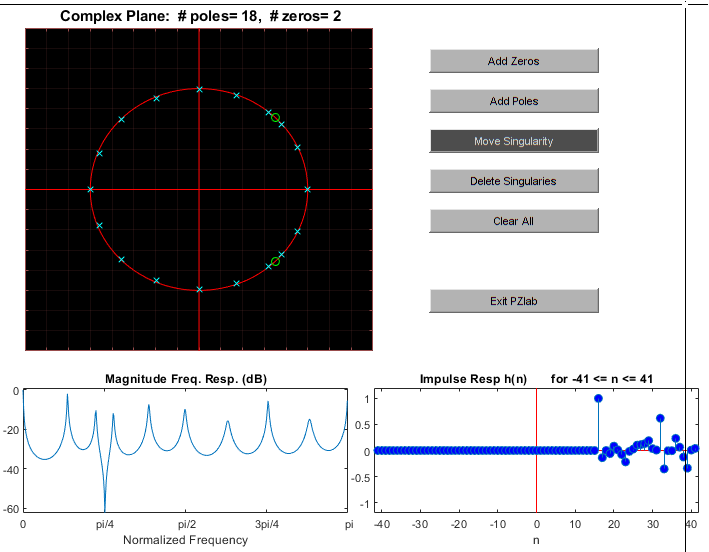 Complex Plane: # poles= 18, # zeros= 2
Add Zeros
Add Poles
Move Singularity
Delete Singularies
Clear All
Exit PZlab
Magnitude Freq. Resp. (dB)
0
-20
-40
-60
0 pi/4 pi/2 3pi/4 pi
Normalized Frequency
Impulse Resp h(n) for -41 <= n <= 41
1
0.5
0
-0.5
-1
-40 -30 -20 -10 0 10 20 30 40
n